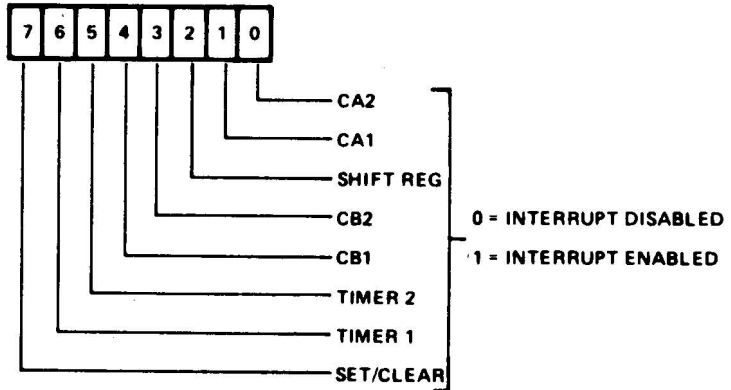 7 6 5 4 3 2 1 0
CA2
CA1
SHIFT REG
CB2
0 = INTERRUPT DISABLED
CB1
1 = INTERRUPT ENABLED
TIMER 2
TIMER 1
SET/CLEAR